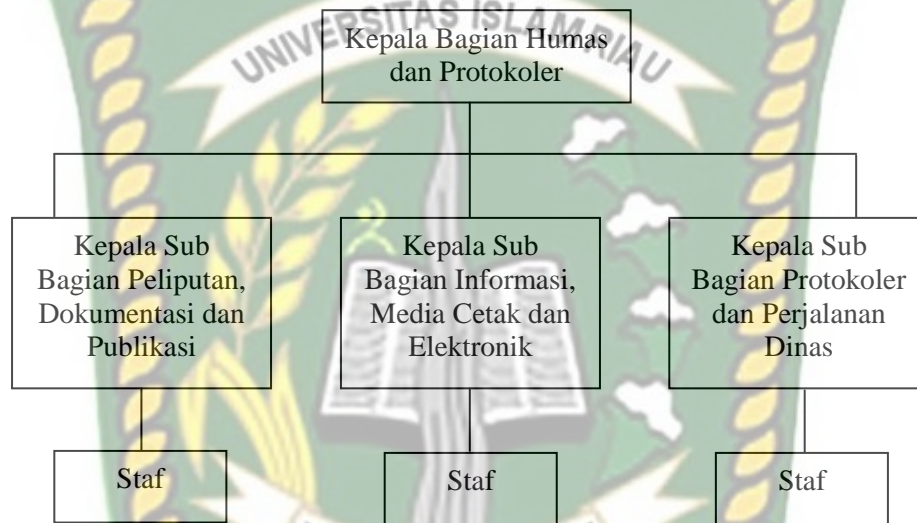 UNIVERSITAS ISLAM RIAU
Kepala Bagian Humas
dan Protokoler
Kepala Sub
Bagian Peliputan,
Dokumentasi dan
Publikasi
Kepala Sub
Bagian Informasi,
Media Cetak dan
Elektronik
Kepala Sub
Bagian Protokoler
dan Perjalanan
Dinas
Staf
Staf
Staf